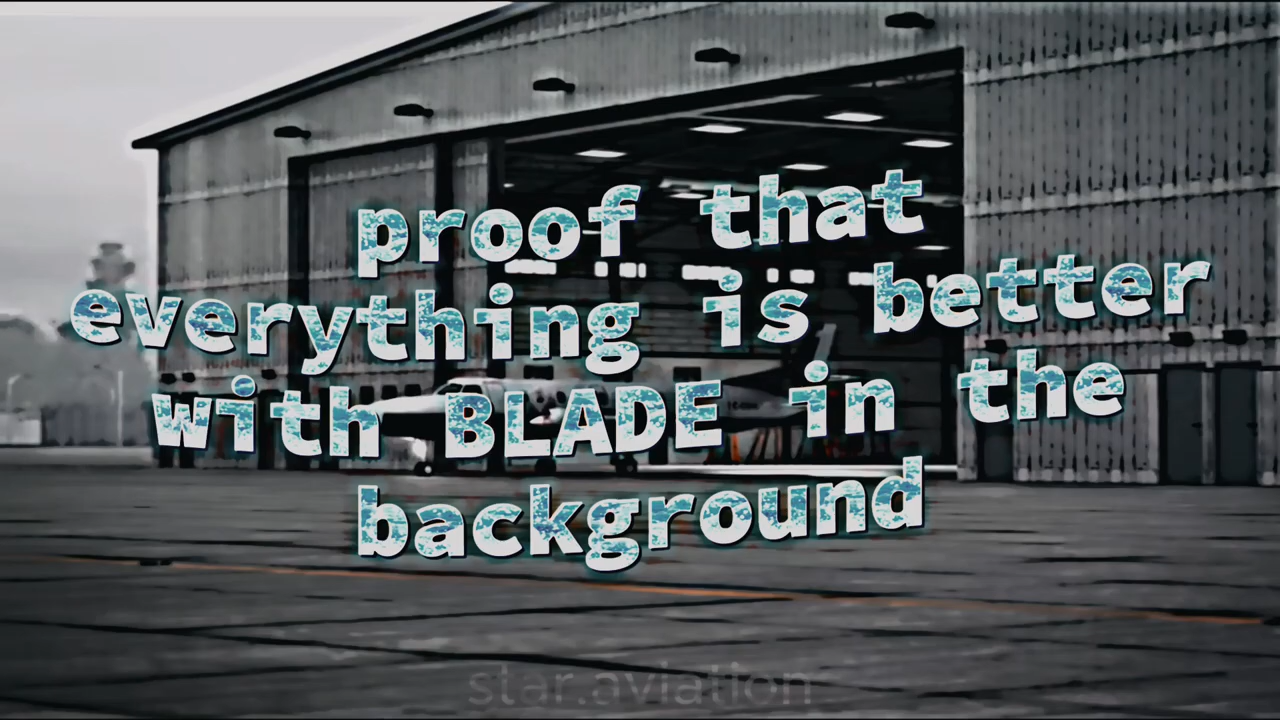 proof that
everything is better
with BLADE in the
background
star.aviation